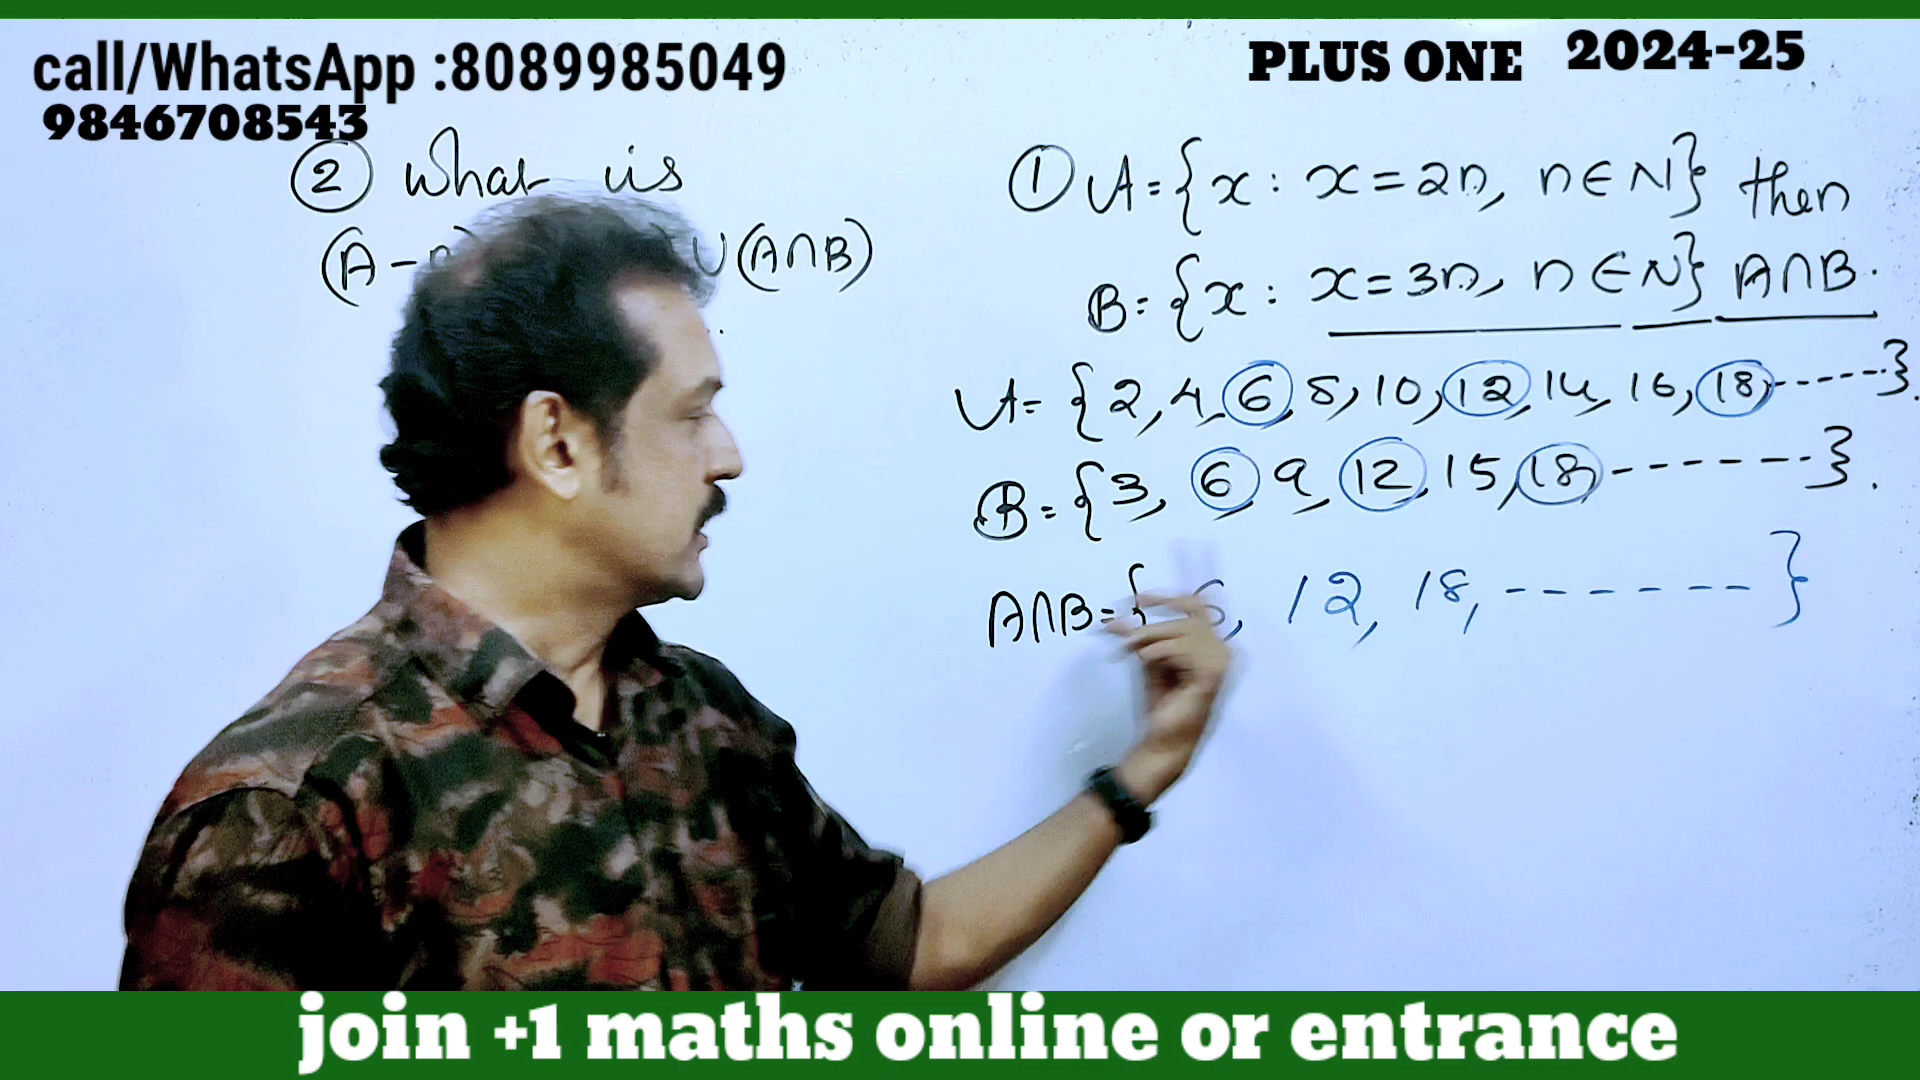 call/WhatsApp :8089985049
9846708543
PLUS ONE 2024-25
② What is
(A - ∪(A∩B)
① A = {x : x = 2n, n ∈ N} then
B = {x : x = 3n, n ∈ N} A∩B.
A = {2, 4, 6, 8, 10, 12, 14, 16, 18, ------}.
B = {3, 6, 9, 12, 15, 18, -------}.
A∩B = {6, 12, 18, -------}
join +1 maths online or entrance